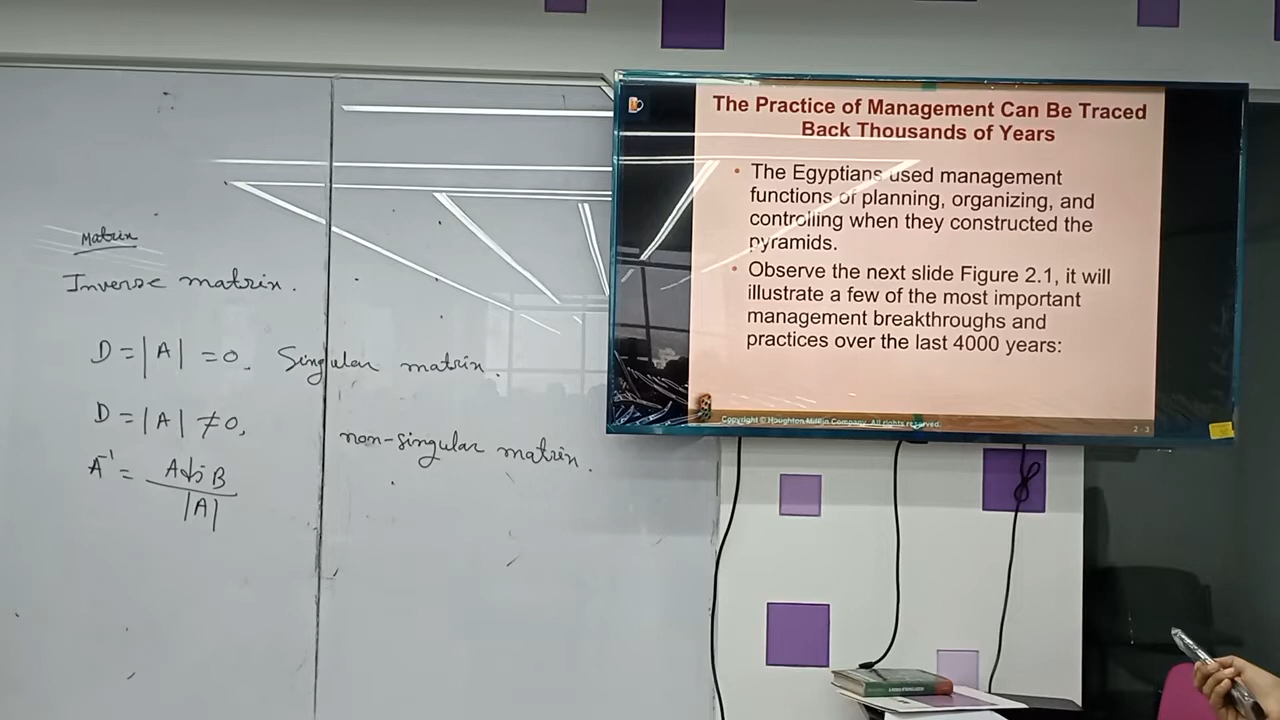 Matrix
Inverse matrix.
D = |A| = 0. Singular matrix.
D = |A| ≠ 0,
non-singular matrix.
A⁻¹ = Adj B
|A|
The Practice of Management Can Be Traced
Back Thousands of Years
• The Egyptians used management
functions of planning, organizing, and
controlling when they constructed the
pyramids.
• Observe the next slide Figure 2.1, it will
illustrate a few of the most important
management breakthroughs and
practices over the last 4000 years:
Copyright © Houghton Mifflin Company. All rights reserved.
2 - 3